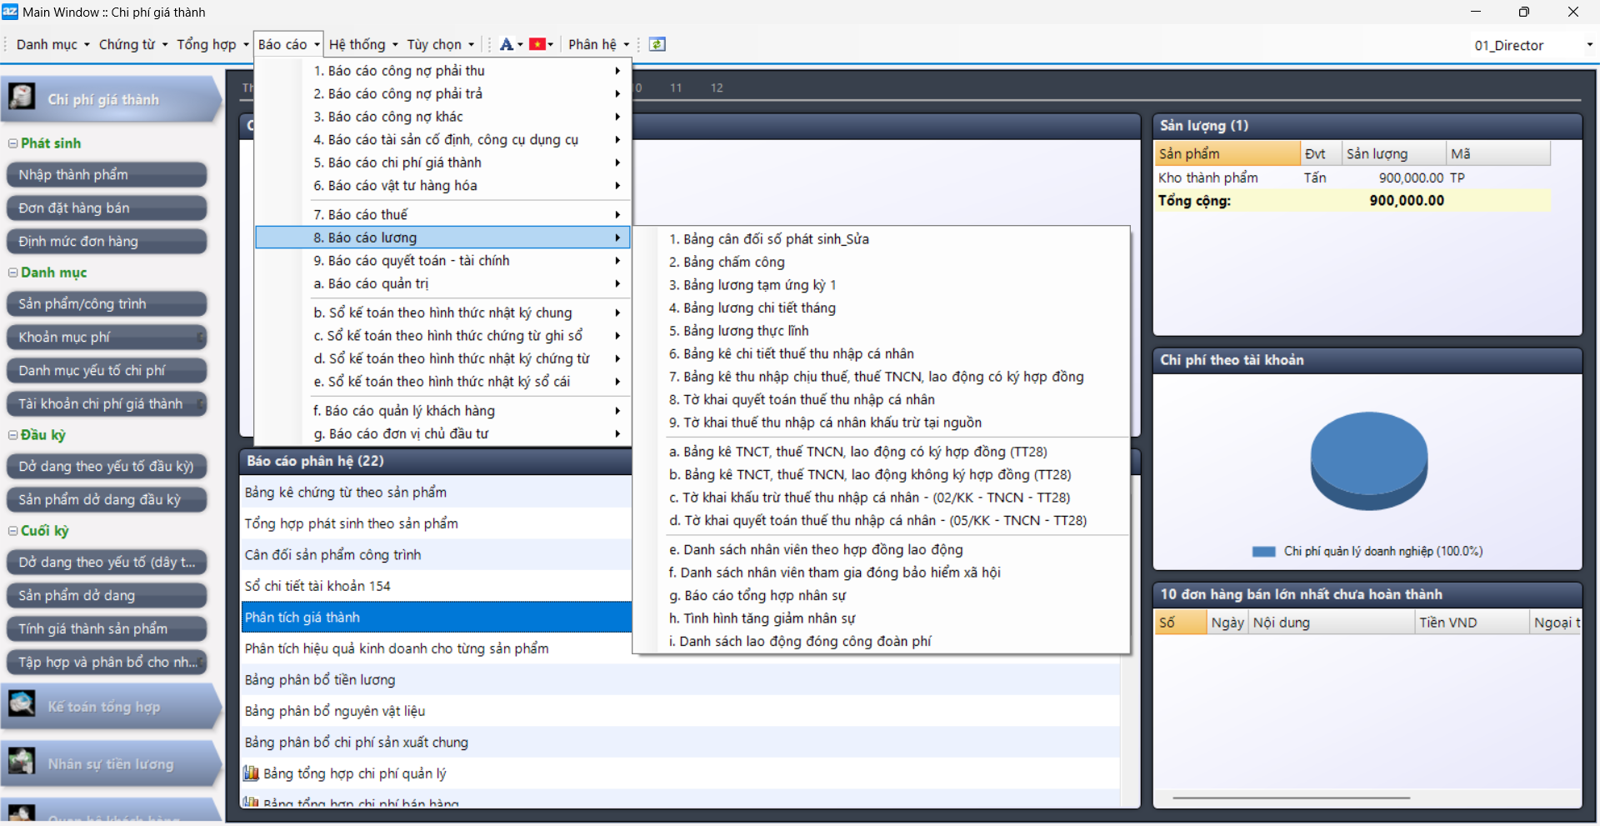 az Main Window :: Chi phí giá thành
Danh mục Chứng từ Tổng hợp Báo cáo Hệ thống Tùy chọn A Phân hệ 01_Director
Chi phí giá thành
Phát sinh
Nhập thành phẩm
Đơn đặt hàng bán
Định mức đơn hàng
Danh mục
Sản phẩm/công trình
Khoản mục phí
Danh mục yếu tố chi phí
Tài khoản chi phí giá thành
Đầu kỳ
Dở dang theo yếu tố đầu kỳ)
Sản phẩm dở dang đầu kỳ
Cuối kỳ
Dở dang theo yếu tố (dây t...
Sản phẩm dở dang
Tính giá thành sản phẩm
Tập hợp và phân bổ cho nh...
Kế toán tổng hợp
Nhân sự tiền lương
Quan hệ khách hàng
1. Báo cáo công nợ phải thu
2. Báo cáo công nợ phải trả
3. Báo cáo công nợ khác
4. Báo cáo tài sản cố định, công cụ dụng cụ
5. Báo cáo chi phí giá thành
6. Báo cáo vật tư hàng hóa
7. Báo cáo thuế
8. Báo cáo lương
9. Báo cáo quyết toán - tài chính
a. Báo cáo quản trị
b. Sổ kế toán theo hình thức nhật ký chung
c. Sổ kế toán theo hình thức chứng từ ghi sổ
d. Sổ kế toán theo hình thức nhật ký chứng từ
e. Sổ kế toán theo hình thức nhật ký sổ cái
f. Báo cáo quản lý khách hàng
g. Báo cáo đơn vị chủ đầu tư
1. Bảng cân đối số phát sinh_Sửa
2. Bảng chấm công
3. Bảng lương tạm ứng kỳ 1
4. Bảng lương chi tiết tháng
5. Bảng lương thực lĩnh
6. Bảng kê chi tiết thuế thu nhập cá nhân
7. Bảng kê thu nhập chịu thuế, thuế TNCN, lao động có ký hợp đồng
8. Tờ khai quyết toán thuế thu nhập cá nhân
9. Tờ khai thuế thu nhập cá nhân khấu trừ tại nguồn
a. Bảng kê TNCT, thuế TNCN, lao động có ký hợp đồng (TT28)
b. Bảng kê TNCT, thuế TNCN, lao động không ký hợp đồng (TT28)
c. Tờ khai khấu trừ thuế thu nhập cá nhân - (02/KK - TNCN - TT28)
d. Tờ khai quyết toán thuế thu nhập cá nhân - (05/KK - TNCN - TT28)
e. Danh sách nhân viên theo hợp đồng lao động
f. Danh sách nhân viên tham gia đóng bảo hiểm xã hội
g. Báo cáo tổng hợp nhân sự
h. Tình hình tăng giảm nhân sự
i. Danh sách lao động đóng công đoàn phí
11 12
Báo cáo phân hệ (22)
Bảng kê chứng từ theo sản phẩm
Tổng hợp phát sinh theo sản phẩm
Cân đối sản phẩm công trình
Sổ chi tiết tài khoản 154
Phân tích giá thành
Phân tích hiệu quả kinh doanh cho từng sản phẩm
Bảng phân bổ tiền lương
Bảng phân bổ nguyên vật liệu
Bảng phân bổ chi phí sản xuất chung
Bảng tổng hợp chi phí quản lý
Bảng tổng hợp chi phí bán hàng
Sản lượng (1)
Sản phẩm Đvt Sản lượng Mã
Kho thành phẩm Tấn 900,000.00 TP
Tổng cộng: 900,000.00
Chi phí theo tài khoản
Chi phí quản lý doanh nghiệp (100.0%)
10 đơn hàng bán lớn nhất chưa hoàn thành
Số Ngày Nội dung Tiền VND Ngoại t